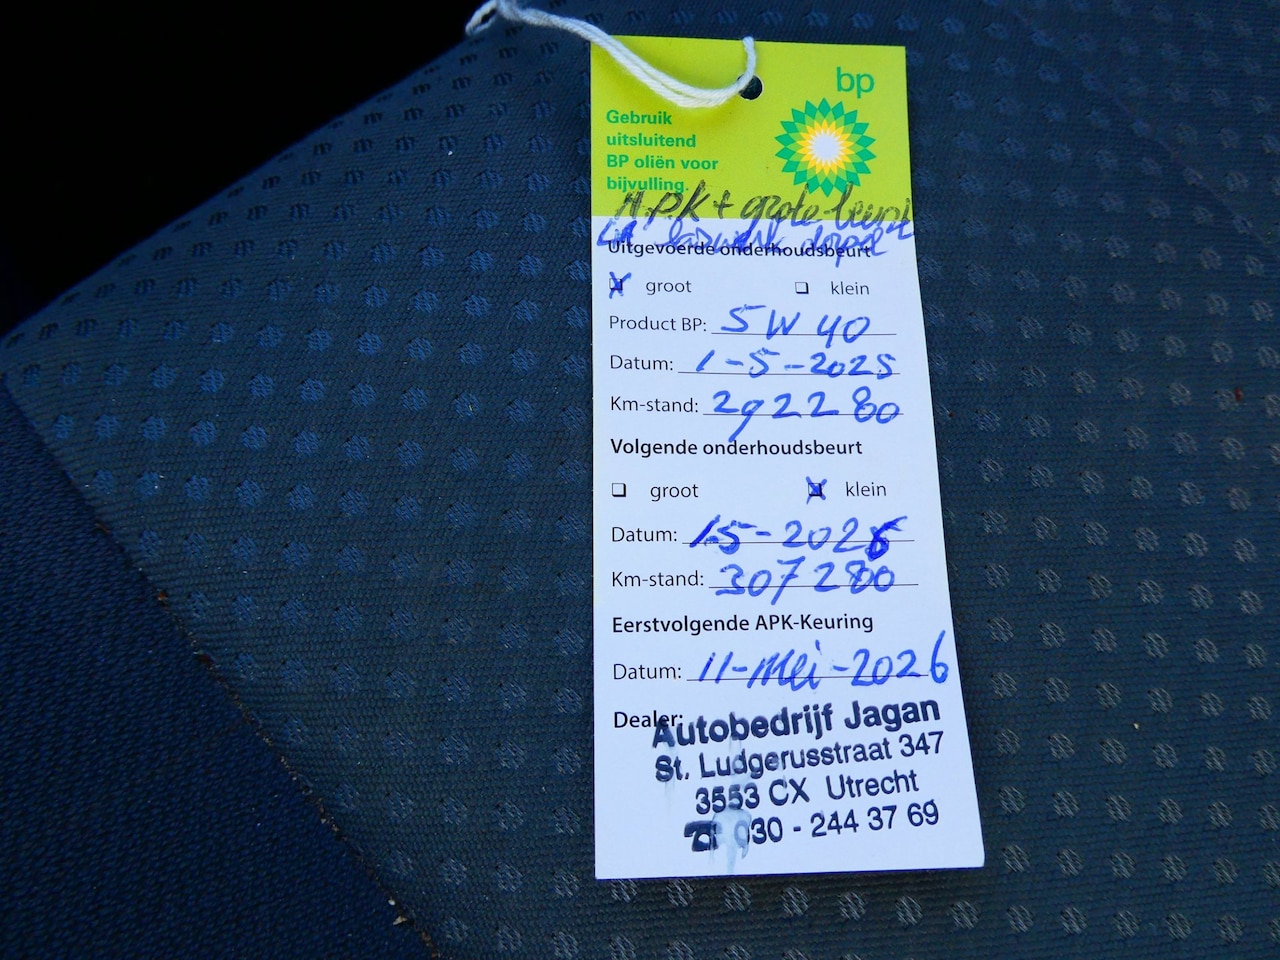 bp
Gebruik
uitsluitend
BP oliën voor
bijvulling.
APK + grote beurt
Uitgevoerde onderhoudsbeurt
X groot klein
Product BP: 5W40
Datum: 1-5-2025
Km-stand: 292280
Volgende onderhoudsbeurt
groot X klein
Datum: 1-5-2026
Km-stand: 307280
Eerstvolgende APK-Keuring
Datum: 11-Mei-2026
Dealer:
Autobedrijf Jagan
St. Ludgerusstraat 347
3553 CX Utrecht
☎ 030 - 244 37 69